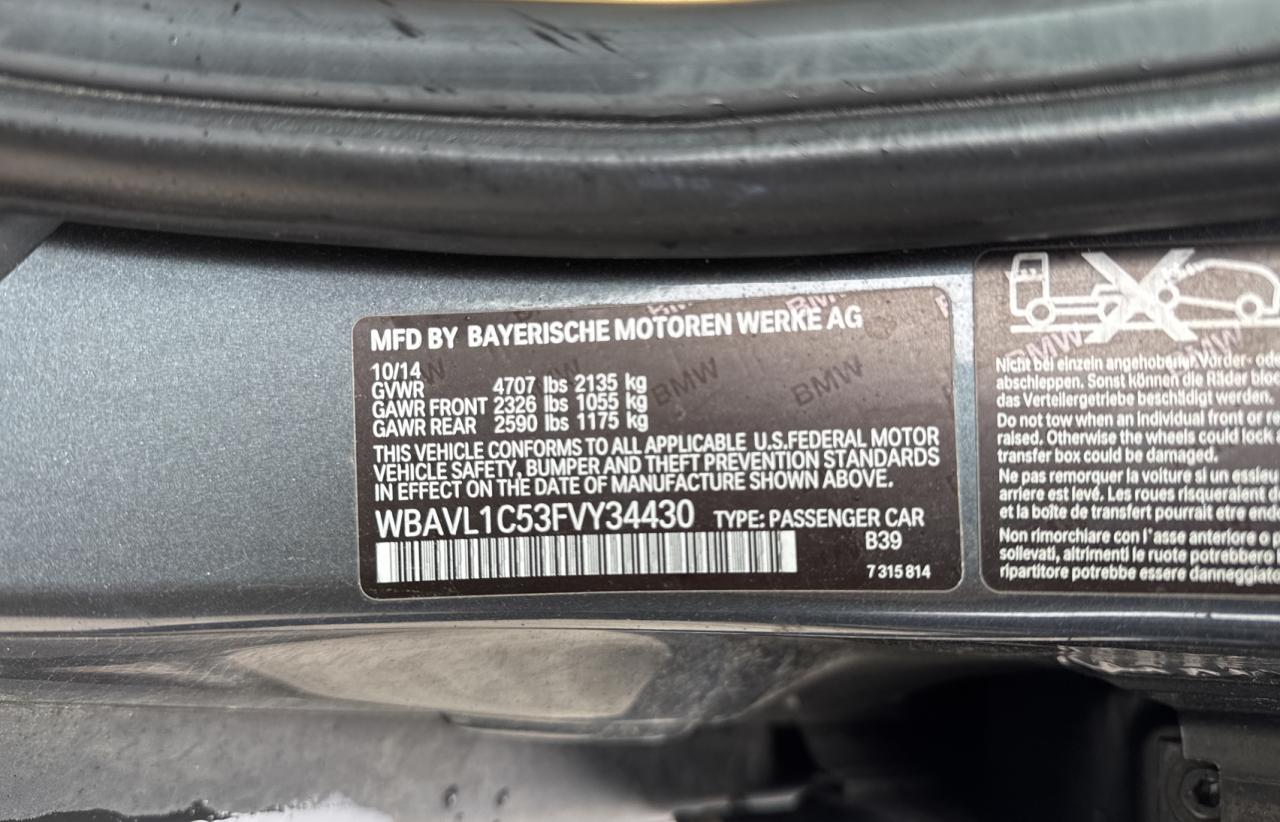 MFD BY BAYERISCHE MOTOREN WERKE AG
10/14
GVWR 4707 lbs 2135 kg
GAWR FRONT 2326 lbs 1055 kg
GAWR REAR 2590 lbs 1175 kg
THIS VEHICLE CONFORMS TO ALL APPLICABLE U.S.FEDERAL MOTOR
VEHICLE SAFETY, BUMPER AND THEFT PREVENTION STANDARDS
IN EFFECT ON THE DATE OF MANUFACTURE SHOWN ABOVE.
WBAVL1C53FVY34430 TYPE: PASSENGER CAR
B39
7 315 814
BMW
BMW
BMW
BMW
BMW
Nicht bei einzeln angehobener Vorder- ode
abschleppen. Sonst können die Räder bloc
das Verteilergetriebe beschädigt werden.
Do not tow when an individual front or re
raised. Otherwise the wheels could lock
transfer box could be damaged.
Ne pas remorquer la voiture si un essieu
arriere est levé. Les roues risqueraient d
et la boîte de transfert pourrait etre end
Non rimorchiare con l'asse anteriore o p
sollevati, altrimenti le ruote potrebbero
ripartitore potrebbe essere danneggiato